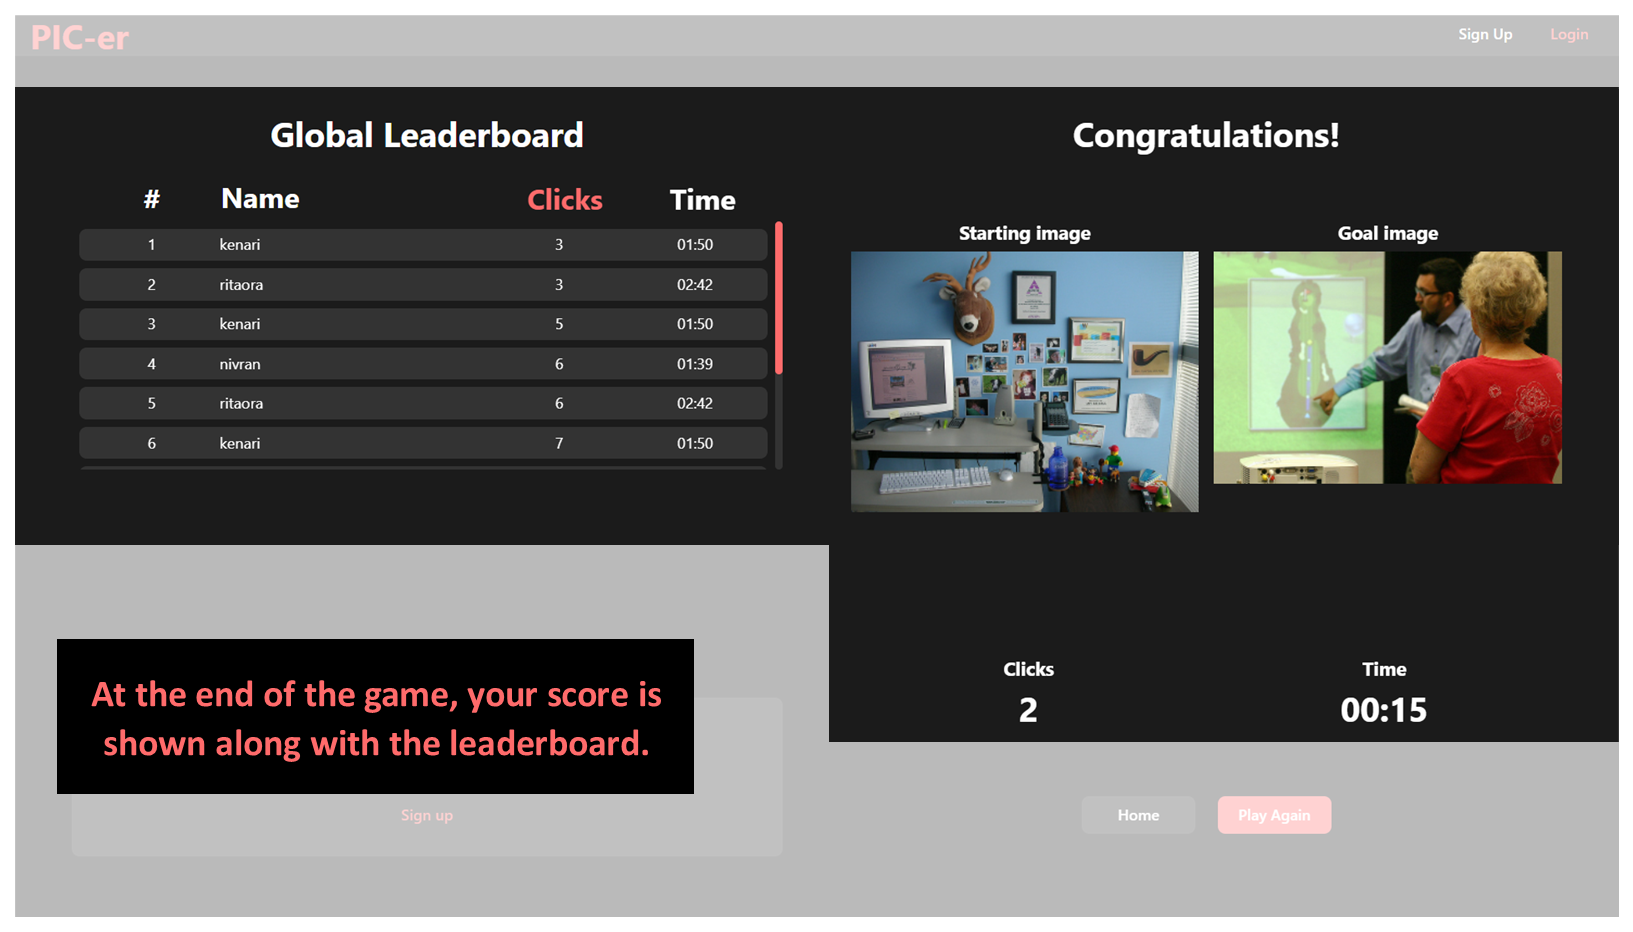 PIC-er
Sign Up
Login
Global Leaderboard
# Name Clicks Time
1 kenari 3 01:50
2 ritaora 3 02:42
3 kenari 5 01:50
4 nivran 6 01:39
5 ritaora 6 02:42
6 kenari 7 01:50
Congratulations!
Starting image
Goal image
Clicks
2
Time
00:15
At the end of the game, your score is
shown along with the leaderboard.
Sign up
Home
Play Again